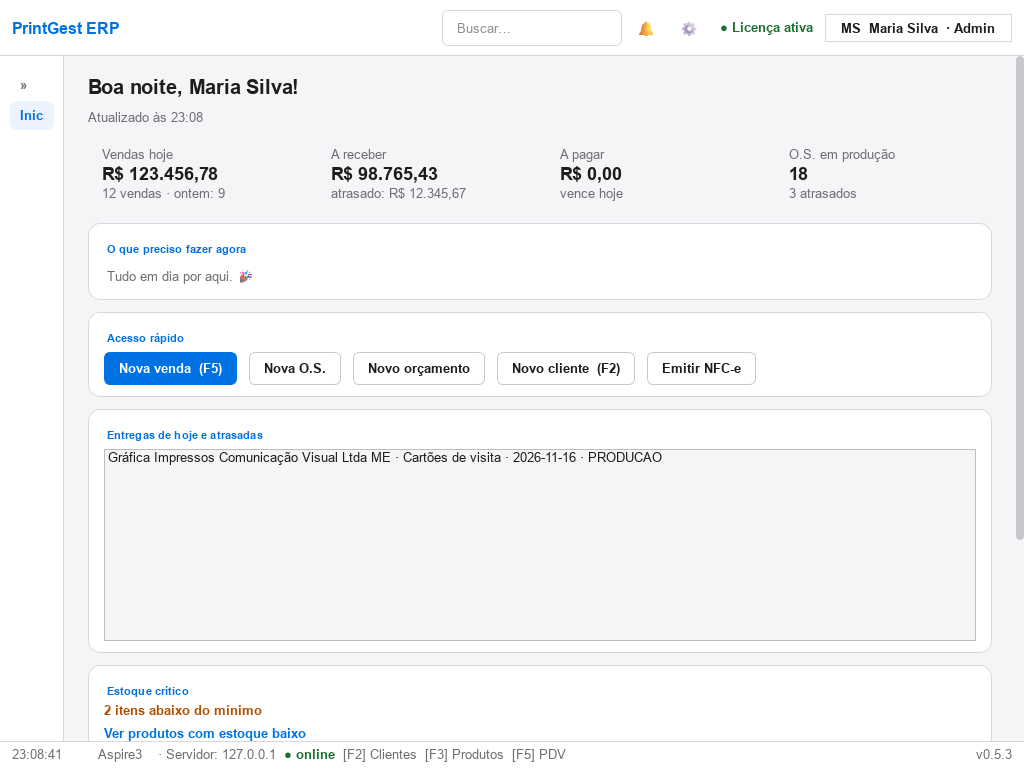 PrintGest ERP
Buscar…
● Licença ativa
MS Maria Silva · Admin
»
Iníc
Boa noite, Maria Silva!
Atualizado às 23:08
Vendas hoje
R$ 123.456,78
12 vendas · ontem: 9
A receber
R$ 98.765,43
atrasado: R$ 12.345,67
A pagar
R$ 0,00
vence hoje
O.S. em produção
18
3 atrasados
O que preciso fazer agora
Tudo em dia por aqui. 🎉
Acesso rápido
Nova venda (F5)
Nova O.S.
Novo orçamento
Novo cliente (F2)
Emitir NFC-e
Entregas de hoje e atrasadas
Gráfica Impressos Comunicação Visual Ltda ME · Cartões de visita · 2026-11-16 · PRODUCAO
Estoque crítico
2 itens abaixo do mínimo
Ver produtos com estoque baixo
23:08:41 Aspire3 · Servidor: 127.0.0.1 ● online [F2] Clientes [F3] Produtos [F5] PDV v0.5.3